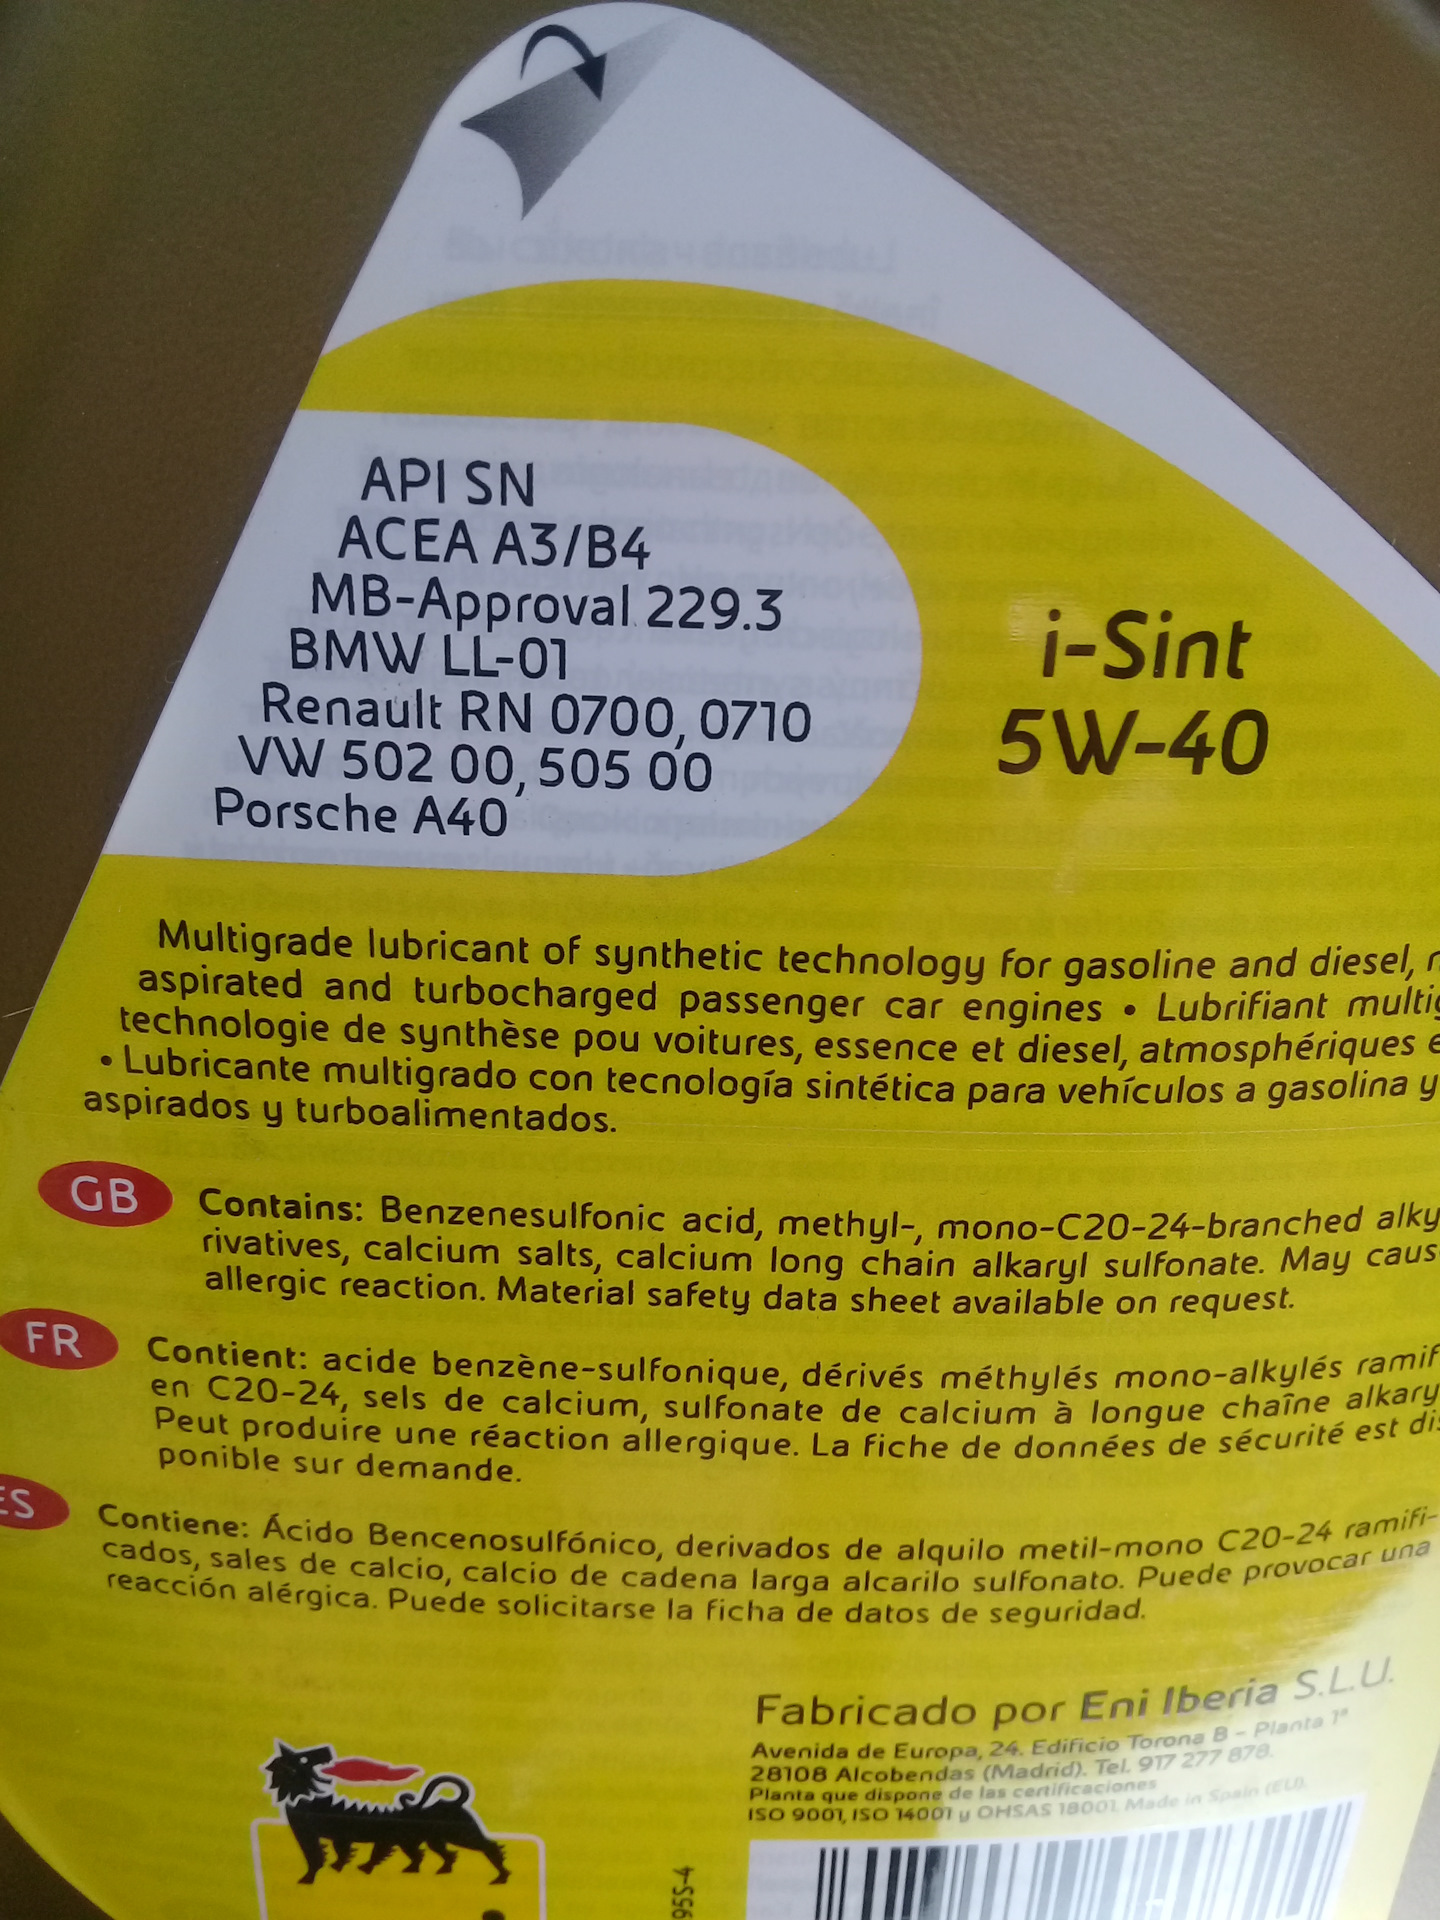 API SN
ACEA A3/B4
MB-Approval 229.3
BMW LL-01
Renault RN 0700, 0710
VW 502 00, 505 00
Porsche A40
i-Sint
5W-40
Multigrade lubricant of synthetic technology for gasoline and diesel,
aspirated and turbocharged passenger car engines • Lubrifiant multig
technologie de synthèse pou voitures, essence et diesel, atmosphériques e
• Lubricante multigrado con tecnología sintética para vehículos a gasolina y
aspirados y turboalimentados.
GB
Contains: Benzenesulfonic acid, methyl-, mono-C20-24-branched alky
rivatives, calcium salts, calcium long chain alkaryl sulfonate. May caus
allergic reaction. Material safety data sheet available on request.
FR
Contient: acide benzène-sulfonique, dérivés méthylés mono-alkylés ramif
en C20-24, sels de calcium, sulfonate de calcium à longue chaîne alkary
Peut produire une réaction allergique. La fiche de données de sécurité est dis
ponible sur demande.
ES
Contiene: Ácido Bencenosulfónico, derivados de alquilo metil-mono C20-24 ramifi-
cados, sales de calcio, calcio de cadena larga alcarilo sulfonato. Puede provocar una
reacción alérgica. Puede solicitarse la ficha de datos de seguridad.
Fabricado por Eni Iberia S.L.U.
Avenida de Europa, 24. Edificio Torona B - Planta 1ª
28108 Alcobendas (Madrid). Tel. 917 277 878.
Planta que dispone de las certificaciones
ISO 9001, ISO 14001 y OHSAS 18001. Made in Spain (EU).
955-4